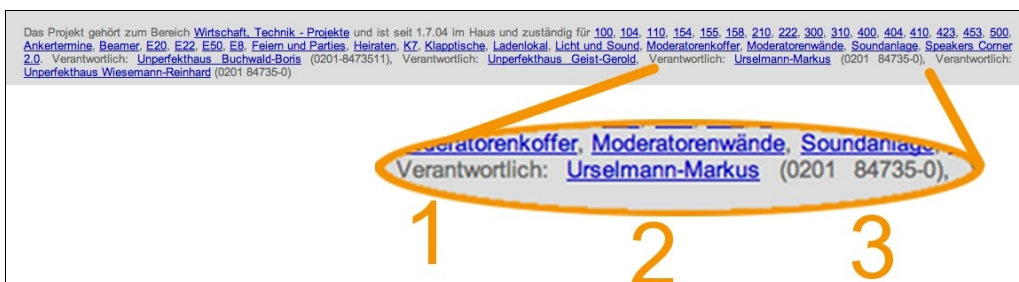 Das Projekt gehört zum Bereich Wirtschaft, Technik - Projekte und ist seit 1.7.04 im Haus und zuständig für 100, 104, 110, 154, 155, 158, 210, 222, 300, 310, 400, 404, 410, 423, 453, 500,
Ankertermine, Beamer, E20, E22, E50, E8, Feiern und Parties, Heiraten, K7, Klapptische, Ladenlokal, Licht und Sound, Moderatorenkoffer, Moderatorenwände, Soundanlage, Speakers Corner
2.0. Verantwortlich: Unperfekthaus Buchwald-Boris (0201-8473511), Verantwortlich: Unperfekthaus Geist-Gerold, Verantwortlich: Urselmann-Markus (0201 84735-0), Verantwortlich:
Unperfekthaus Wiesemann-Reinhard (0201 84735-0)
Moderatorenkoffer, Moderatorenwände, Soundanlage,
Verantwortlich: Urselmann-Markus (0201 84735-0),
1 2 3